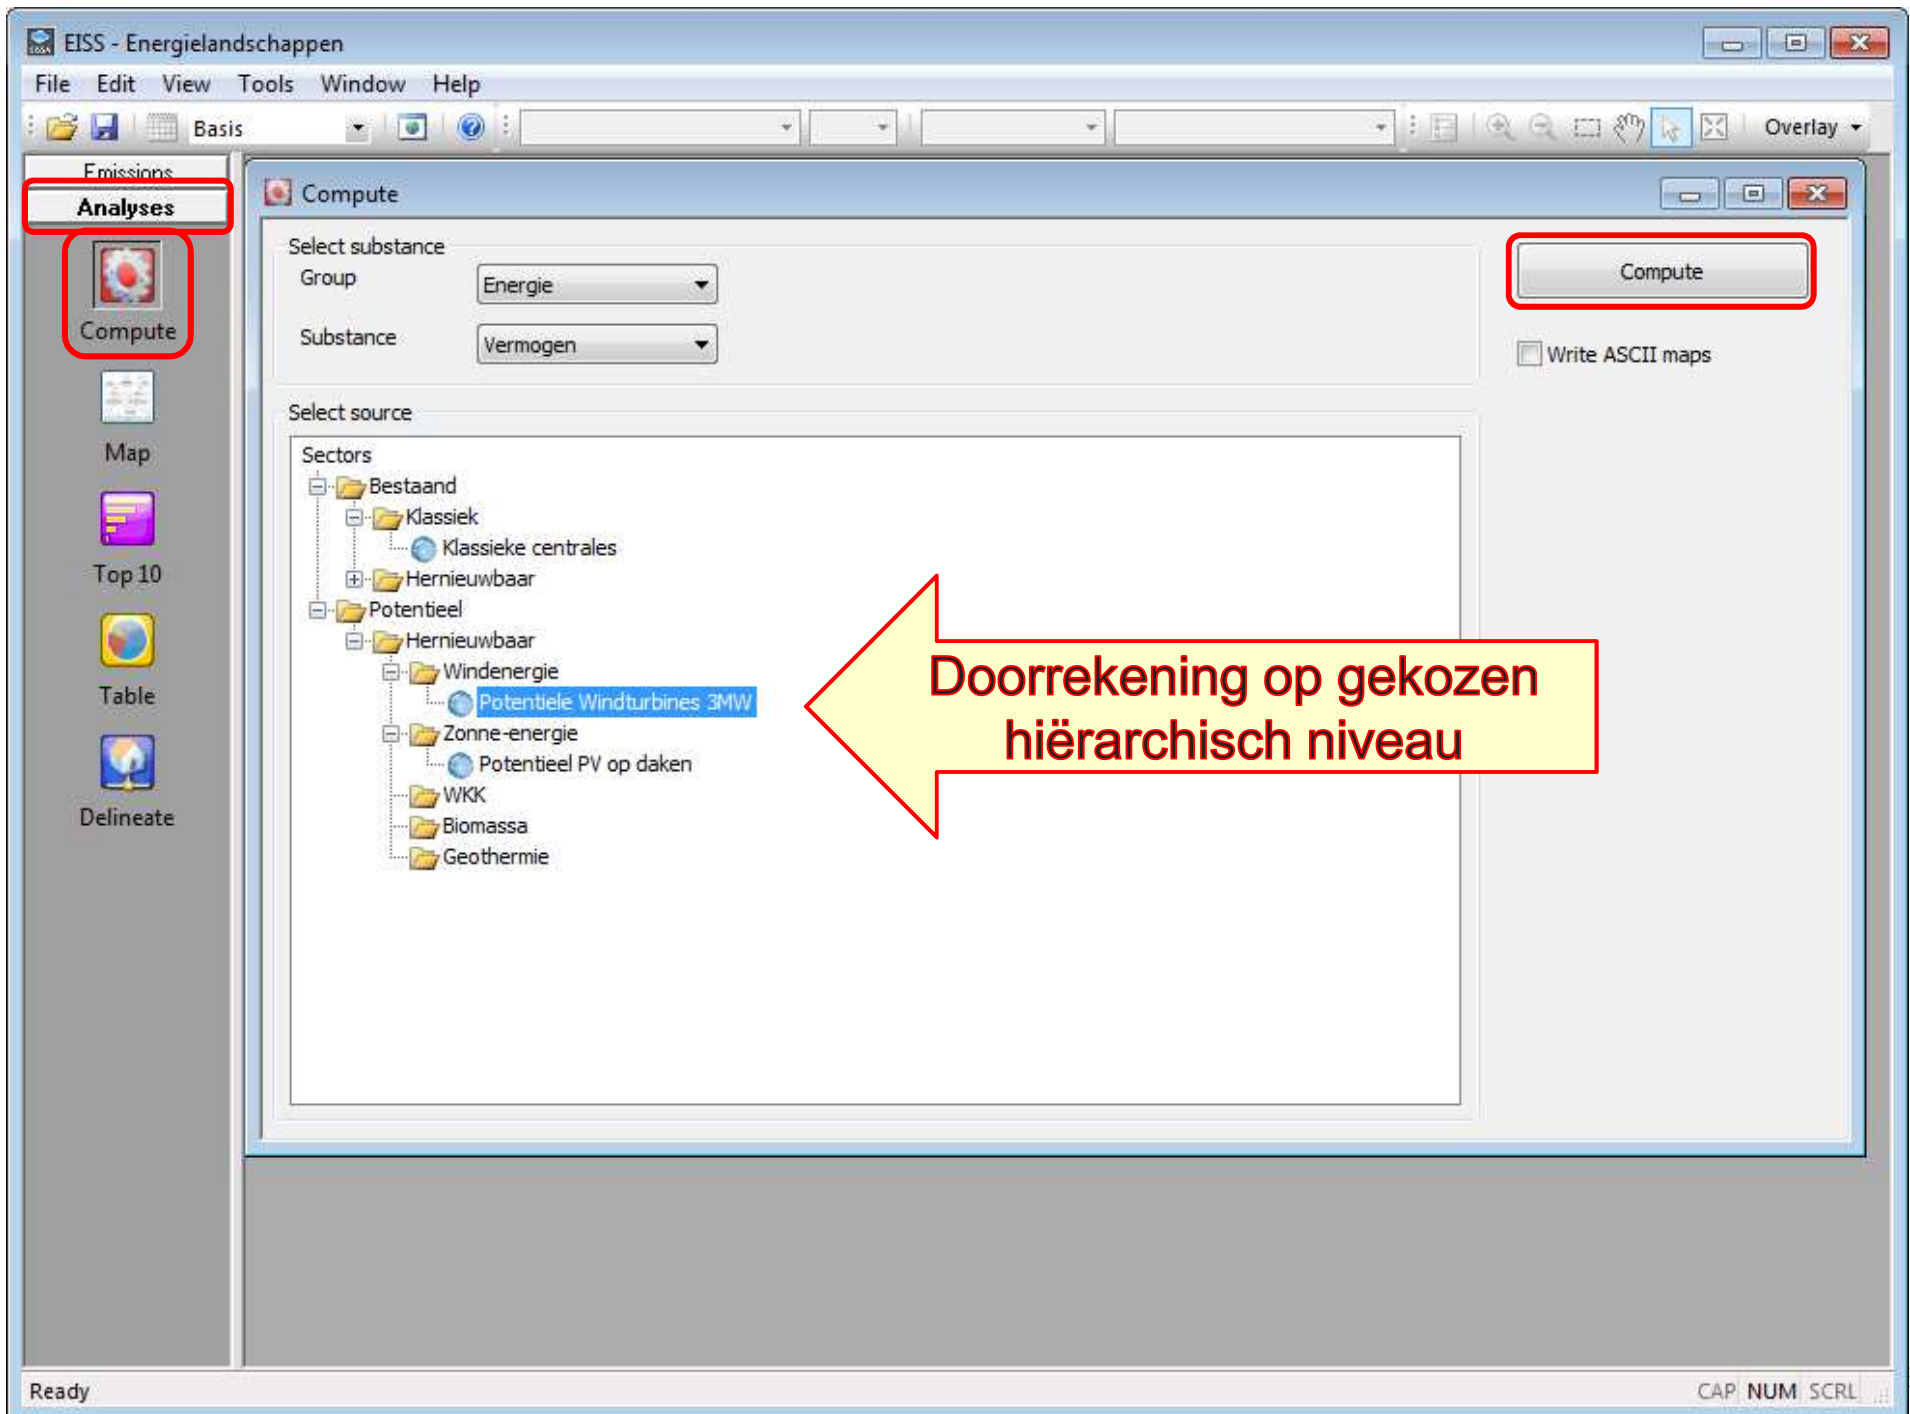 EISS - Energielandschappen
File Edit View Tools Window Help
Basis
Overlay
Emissions
Analyses
Compute
Map
Top 10
Table
Delineate
Compute
Select substance
Group
Energie
Substance
Vermogen
Compute
Write ASCII maps
Select source
Sectors
Bestaand
Klassiek
Klassieke centrales
Hernieuwbaar
Potentieel
Hernieuwbaar
Windenergie
Potentiele Windturbines 3MW
Zonne-energie
Potentieel PV op daken
WKK
Biomassa
Geothermie
Doorrekening op gekozen
hiërarchisch niveau
Ready
CAP NUM SCRL